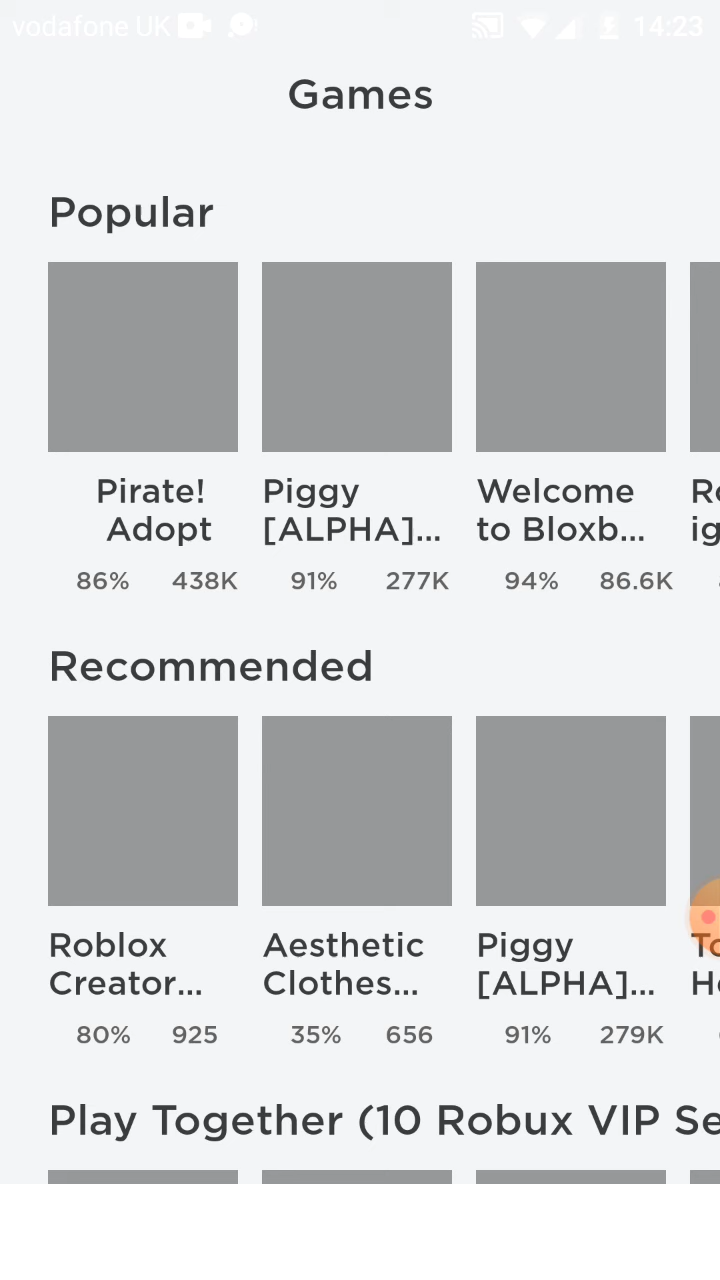 vodafone UK 14:23
Games
Popular
Pirate! Piggy Welcome
Adopt [ALPHA]... to Bloxb... ig
86% 438K 91% 277K 94% 86.6K
Recommended
Roblox Aesthetic Piggy
Creator... Clothes... [ALPHA]...
80% 925 35% 656 91% 279K
Play Together (10 Robux VIP Se